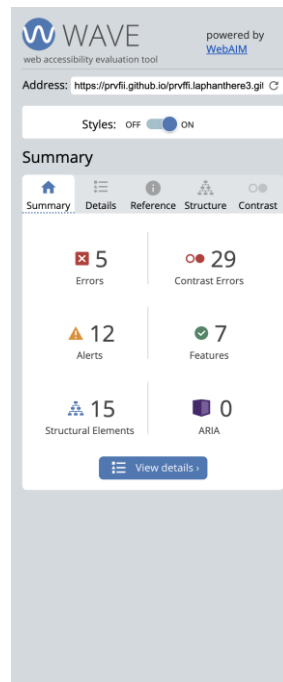 WAVE
web accessibility evaluation tool
powered by
WebAIM
Address: https://prvfii.github.io/prvffi.laphanthere3.git
Styles: OFF ON
Summary
Summary Details Reference Structure Contrast
5
Errors
29
Contrast Errors
12
Alerts
7
Features
15
Structural Elements
0
ARIA
View details ›